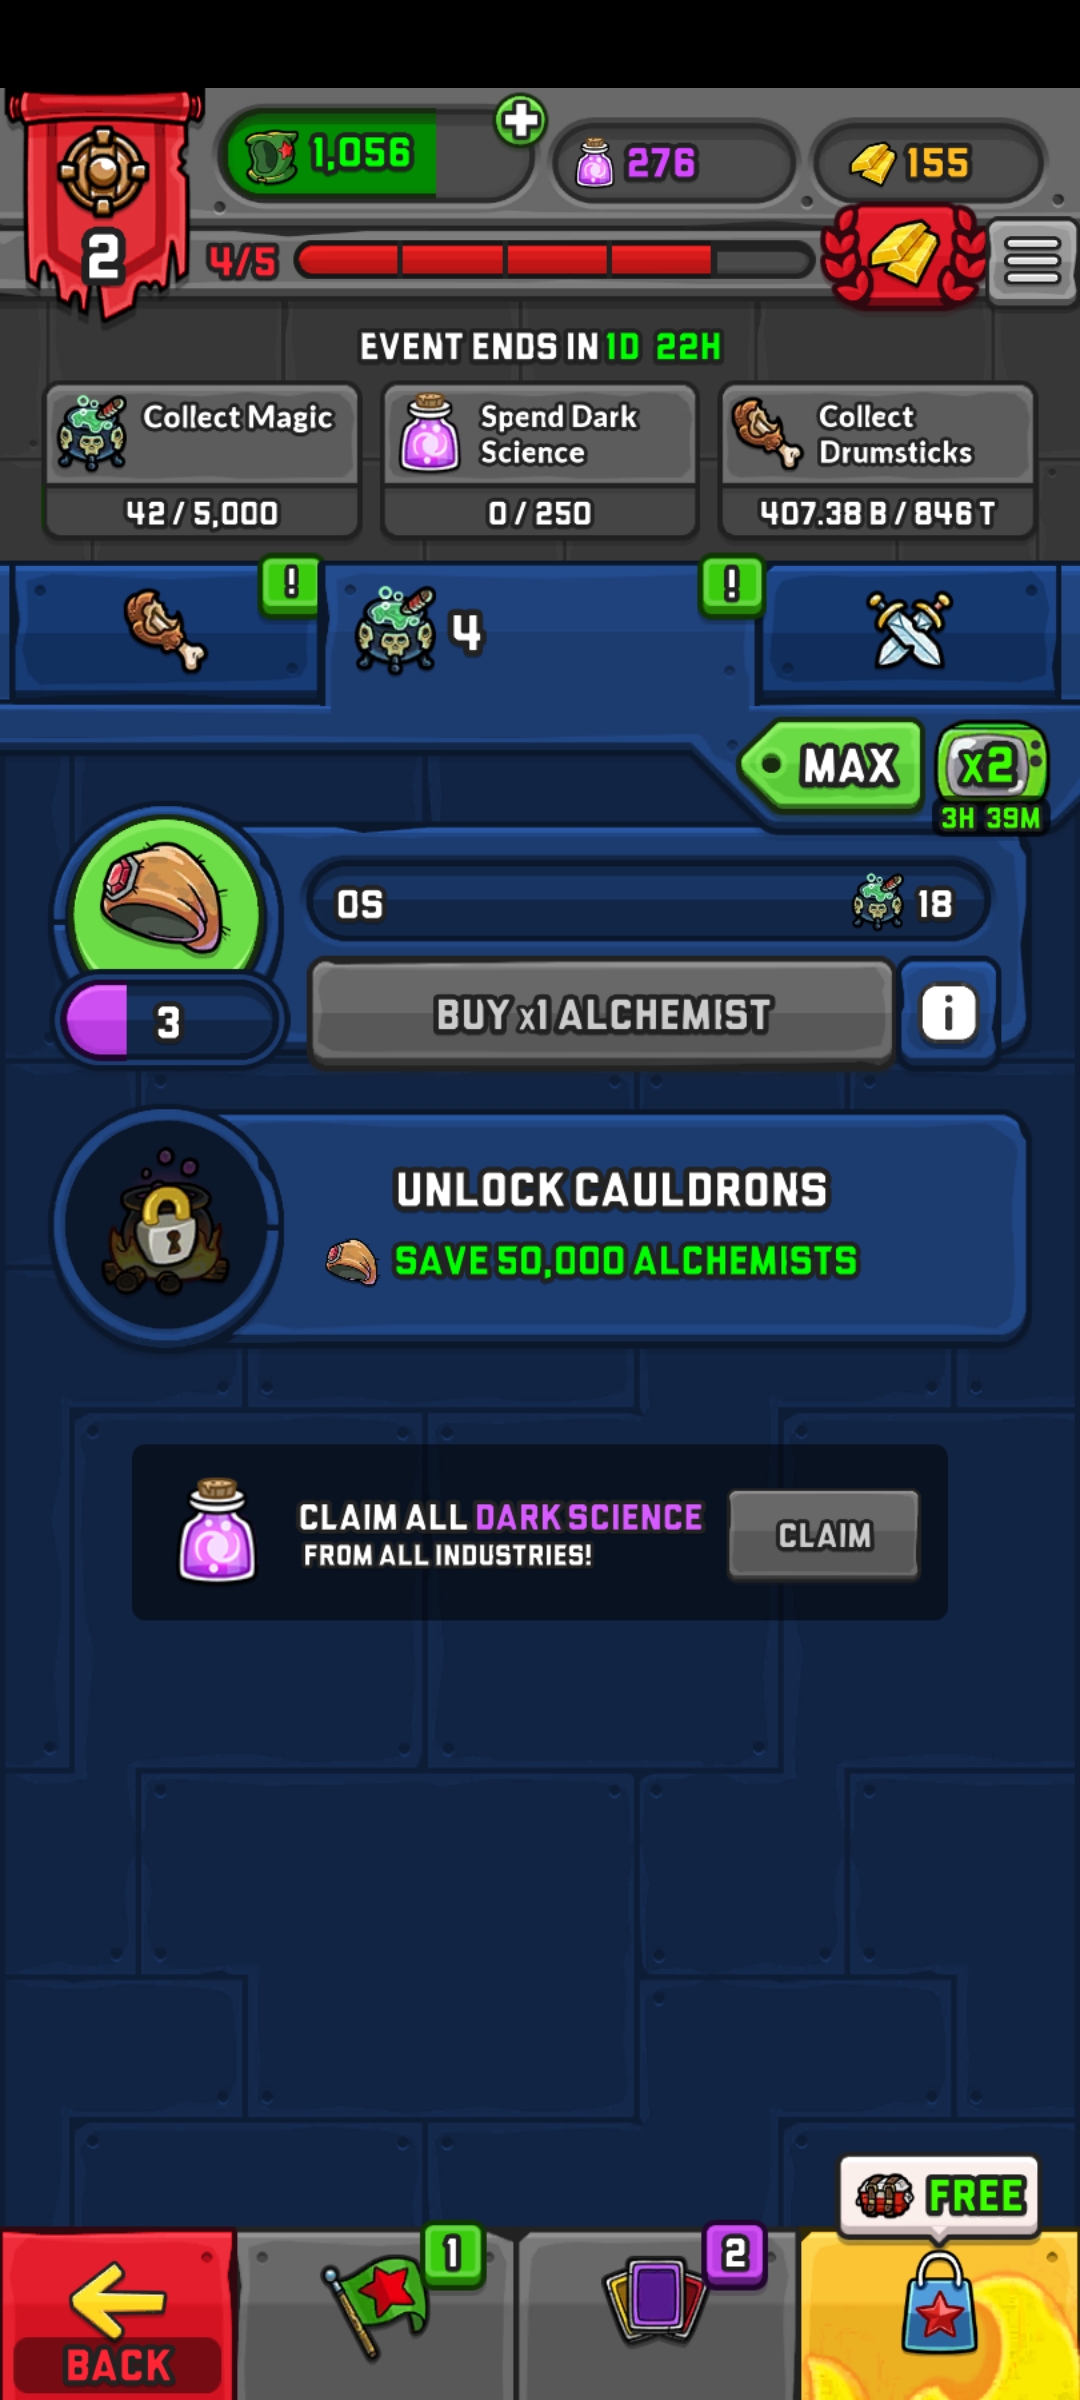 1,056
276
155
2
4/5
EVENT ENDS IN 1D 22H
Collect Magic
42 / 5,000
Spend Dark
Science
0 / 250
Collect
Drumsticks
407.38 B / 846 T
!
4
!
MAX
x2
3H 39M
0S
18
3
BUY x1 ALCHEMIST
i
UNLOCK CAULDRONS
SAVE 50,000 ALCHEMISTS
CLAIM ALL DARK SCIENCE
FROM ALL INDUSTRIES!
CLAIM
FREE
1
2
BACK